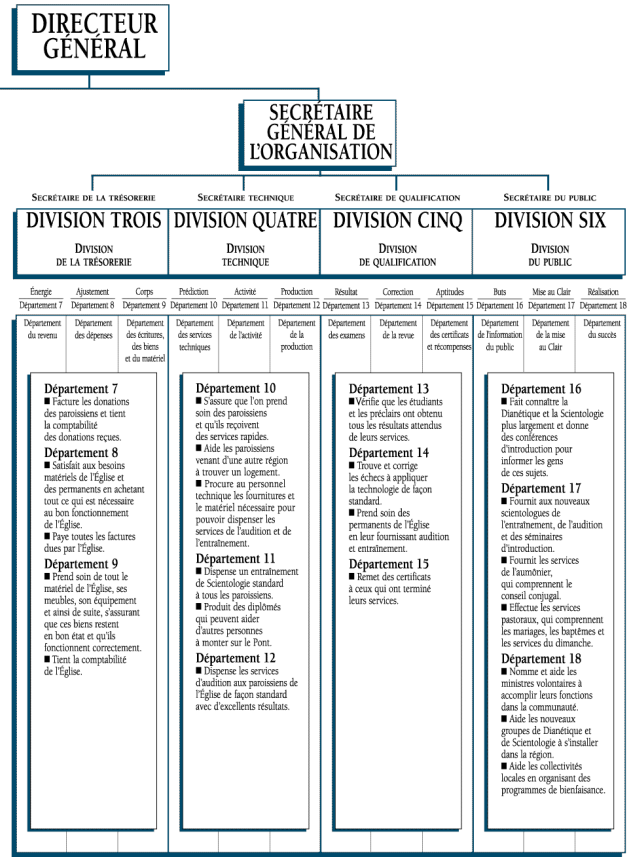 DIRECTEUR
GÉNÉRAL
SECRÉTAIRE
GÉNÉRAL DE
L'ORGANISATION
SECRÉTAIRE DE LA TRÉSORERIE
DIVISION TROIS
DIVISION
DE LA TRÉSORERIE
SECRÉTAIRE TECHNIQUE
DIVISION QUATRE
DIVISION
TECHNIQUE
SECRÉTAIRE DE QUALIFICATION
DIVISION CINQ
DIVISION
DE QUALIFICATION
SECRÉTAIRE DU PUBLIC
DIVISION SIX
DIVISION
DU PUBLIC
Énergie
Département 7
Département
du revenu
Ajustement
Département 8
Département
des dépenses
Corps
Département 9
Département
des écritures,
des biens
et du matériel
Prédiction
Département 10
Département
des services
techniques
Activité
Département 11
Département
de l'activité
Production
Département 12
Département
de la
production
Résultat
Département 13
Département
des examens
Correction
Département 14
Département
de la revue
Aptitudes
Département 15
Département
des certificats
et récompenses
Buts
Département 16
Département
de l'information
du public
Mise au Clair
Département 17
Département
de la mise
au Clair
Réalisation
Département 18
Département
du succès
Département 7
■ Facture les donations
des paroissiens et tient
la comptabilité
des donations reçues.
Département 8
■ Satisfait aux besoins
matériels de l'Église et
des permanents en achetant
tout ce qui est nécessaire
au bon fonctionnement
de l'Église.
■ Paye toutes les factures
dues par l'Église.
Département 9
■ Prend soin de tout le
matériel de l'Église, ses
meubles, son équipement
et ainsi de suite, s'assurant
que ces biens restent
en bon état et qu'ils
fonctionnent correctement.
■ Tient la comptabilité
de l'Église.
Département 10
■ S'assure que l'on prend
soin des paroissiens
et qu'ils reçoivent
des services rapides.
■ Aide les paroissiens
venant d'une autre région
à trouver un logement.
■ Procure au personnel
technique les fournitures et
le matériel nécessaire pour
pouvoir dispenser les
services de l'audition et de
l'entraînement.
Département 11
■ Dispense un entraînement
de Scientologie standard
à tous les paroissiens.
■ Produit des diplômés
qui peuvent aider
d'autres personnes
à monter sur le Pont.
Département 12
■ Dispense les services
d'audition aux paroissiens de
l'Église de façon standard
avec d'excellents résultats.
Département 13
■ Vérifie que les étudiants
et les préclairs ont obtenu
tous les résultats attendus
de leurs services.
Département 14
■ Trouve et corrige
les échecs à appliquer
la technologie de façon
standard.
■ Prend soin des
permanents de l'Église
en leur fournissant audition
et entraînement.
Département 15
■ Remet des certificats
à ceux qui ont terminé
leurs services.
Département 16
■ Fait connaître la
Dianétique et la Scientologie
plus largement et donne
des conférences
d'introduction pour
informer les gens
de ces sujets.
Département 17
■ Fournit aux nouveaux
scientologues de
l'entraînement, de l'audition
et des séminaires
d'introduction.
■ Fournit les services
de l'aumônier,
qui comprennent le
conseil conjugal.
■ Effectue les services
pastoraux, qui comprennent
les mariages, les baptêmes et
les services du dimanche.
Département 18
■ Nomme et aide les
ministres volontaires à
accomplir leurs fonctions
dans la communauté.
■ Aide les nouveaux
groupes de Dianétique et
de Scientologie à s'installer
dans la région.
■ Aide les collectivités
locales en organisant des
programmes de bienfaisance.